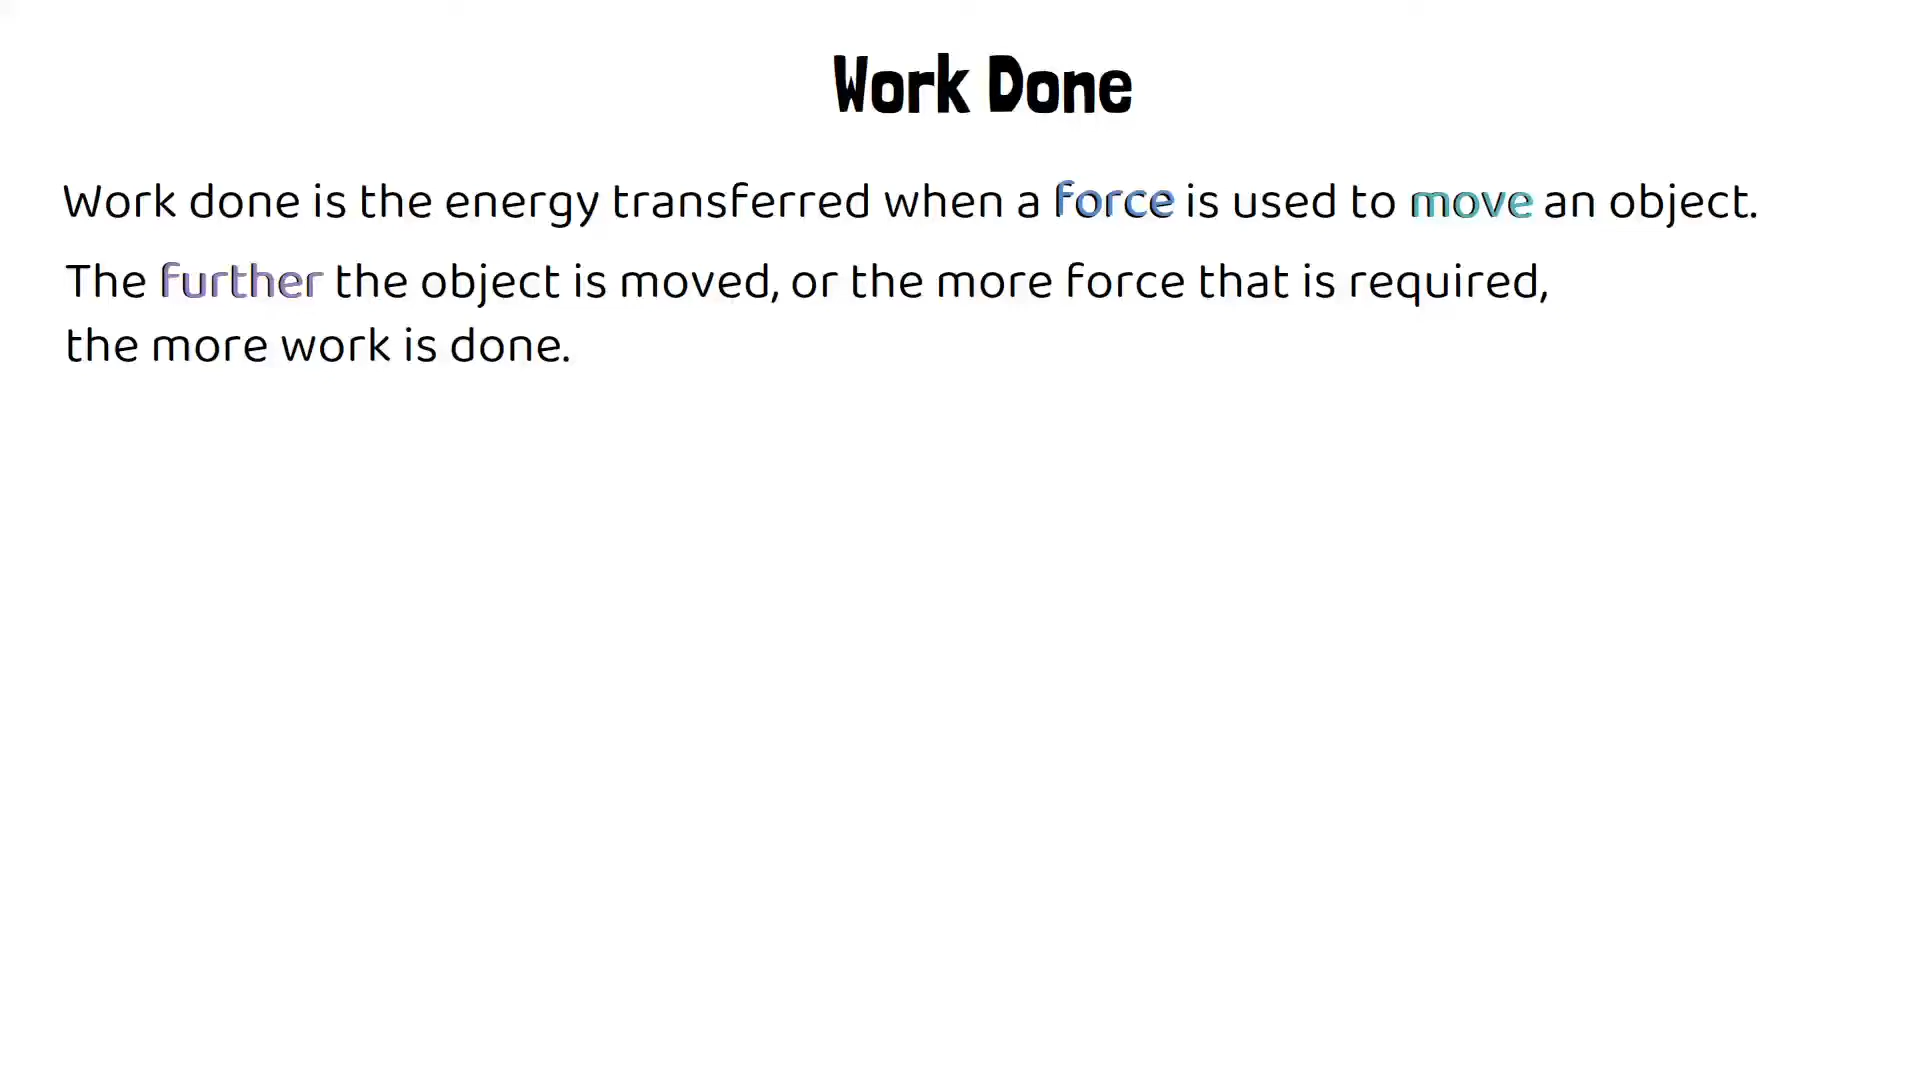 Work Done
Work done is the energy transferred when a force is used to move an object.
The further the object is moved, or the more force that is required,
the more work is done.